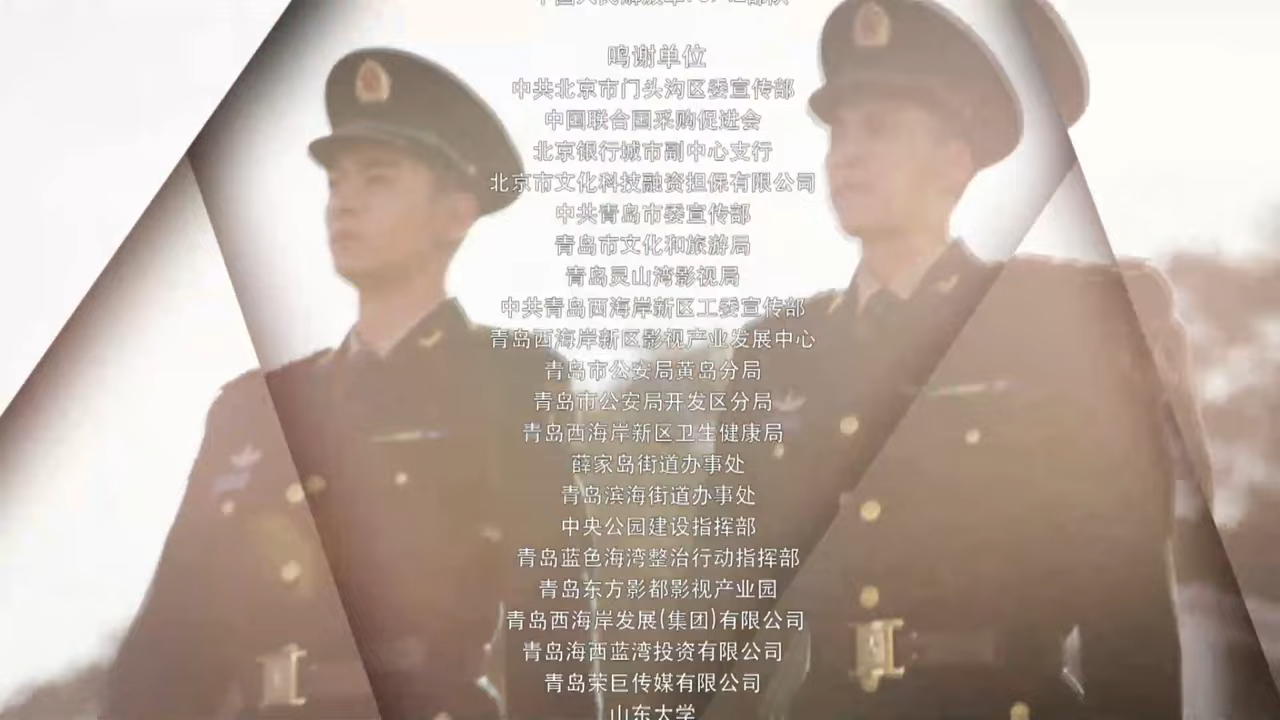 鸣谢单位
中共北京市门头沟区委宣传部
中国联合国采购促进会
北京银行城市副中心支行
北京市文化科技融资担保有限公司
中共青岛市委宣传部
青岛市文化和旅游局
青岛灵山湾影视局
中共青岛西海岸新区工委宣传部
青岛西海岸新区影视产业发展中心
青岛市公安局黄岛分局
青岛市公安局开发区分局
青岛西海岸新区卫生健康局
薛家岛街道办事处
青岛滨海街道办事处
中央公园建设指挥部
青岛蓝色海湾整治行动指挥部
青岛东方影都影视产业园
青岛西海岸发展(集团)有限公司
青岛海西蓝湾投资有限公司
青岛荣巨传媒有限公司
山东大学